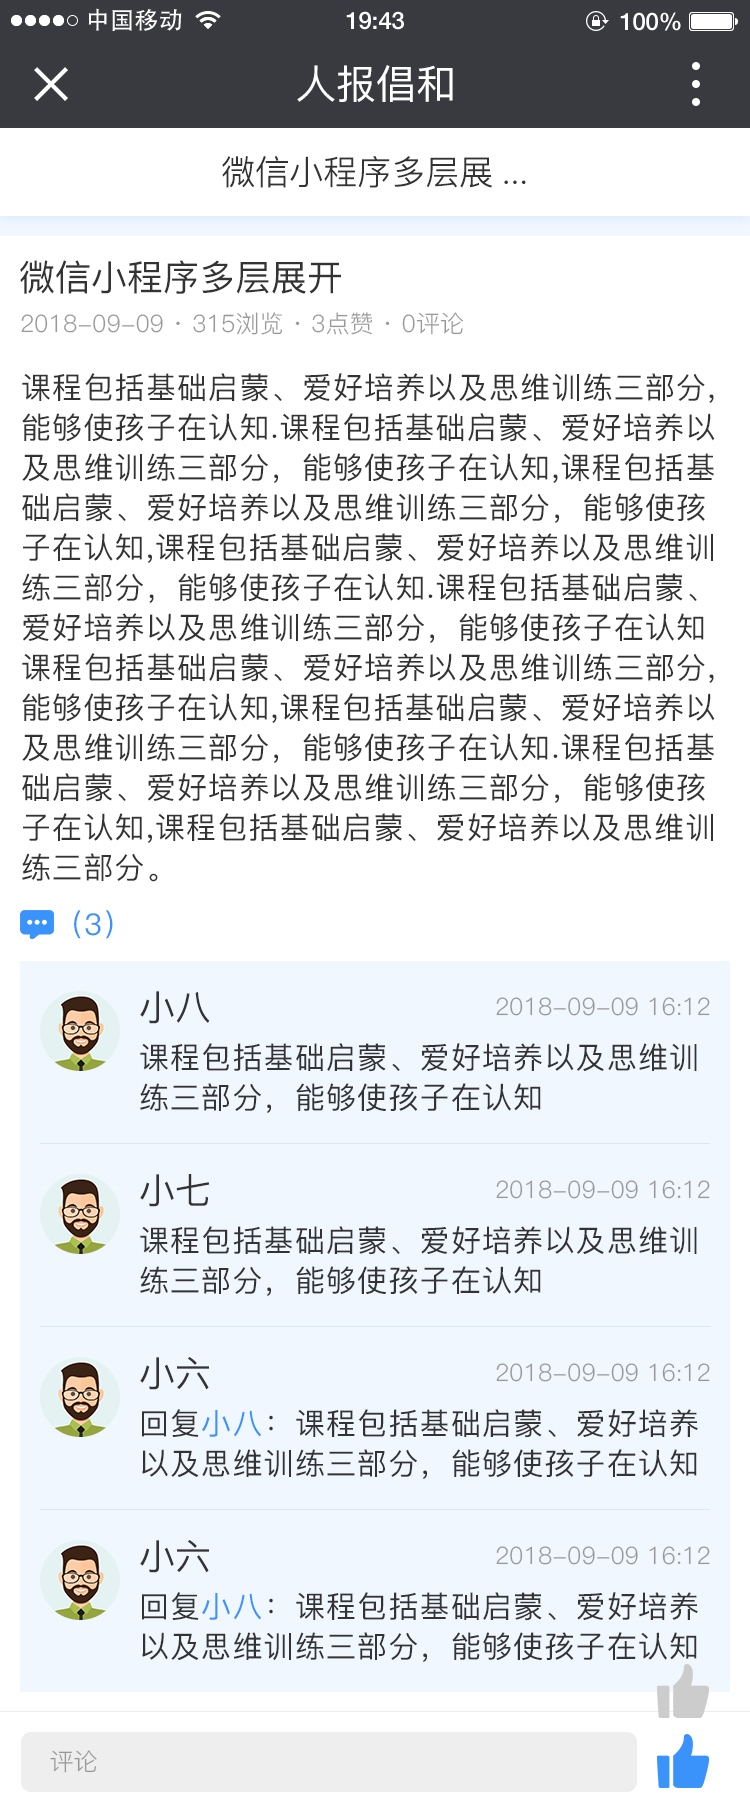 中国移动 19:43 100%
人报倡和
微信小程序多层展 ...
微信小程序多层展开
2018-09-09 · 315浏览 · 3点赞 · 0评论
课程包括基础启蒙、爱好培养以及思维训练三部分,
能够使孩子在认知.课程包括基础启蒙、爱好培养以
及思维训练三部分，能够使孩子在认知,课程包括基
础启蒙、爱好培养以及思维训练三部分，能够使孩
子在认知,课程包括基础启蒙、爱好培养以及思维训
练三部分，能够使孩子在认知.课程包括基础启蒙、
爱好培养以及思维训练三部分，能够使孩子在认知
课程包括基础启蒙、爱好培养以及思维训练三部分,
能够使孩子在认知,课程包括基础启蒙、爱好培养以
及思维训练三部分，能够使孩子在认知.课程包括基
础启蒙、爱好培养以及思维训练三部分，能够使孩
子在认知,课程包括基础启蒙、爱好培养以及思维训
练三部分。
(3)
小八 2018-09-09 16:12
课程包括基础启蒙、爱好培养以及思维训
练三部分，能够使孩子在认知
小七 2018-09-09 16:12
课程包括基础启蒙、爱好培养以及思维训
练三部分，能够使孩子在认知
小六 2018-09-09 16:12
回复小八：课程包括基础启蒙、爱好培养
以及思维训练三部分，能够使孩子在认知
小六 2018-09-09 16:12
回复小八：课程包括基础启蒙、爱好培养
以及思维训练三部分，能够使孩子在认知
评论